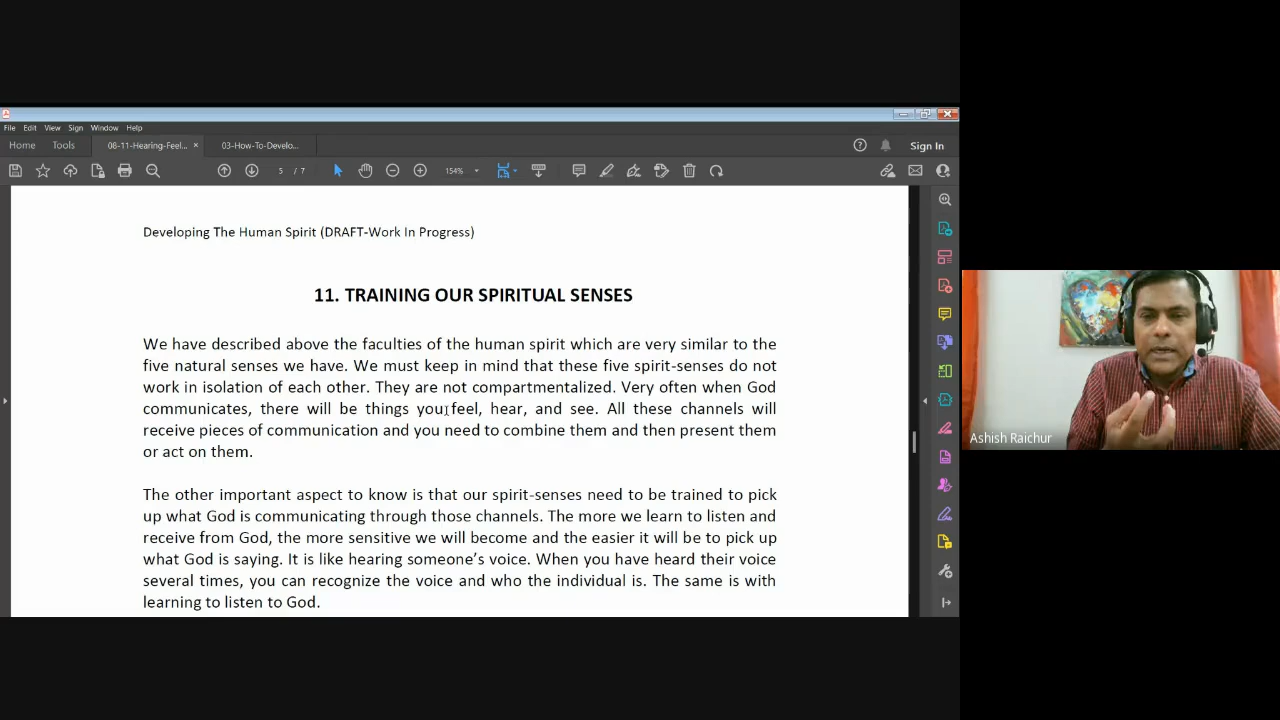 File Edit View Sign Window Help
Home Tools 08-11-Hearing-Feel... × 03-How-To-Develo... Sign In
5 / 7 154%
Developing The Human Spirit (DRAFT-Work In Progress)
11. TRAINING OUR SPIRITUAL SENSES
We have described above the faculties of the human spirit which are very similar to the
five natural senses we have. We must keep in mind that these five spirit-senses do not
work in isolation of each other. They are not compartmentalized. Very often when God
communicates, there will be things you feel, hear, and see. All these channels will
receive pieces of communication and you need to combine them and then present them
or act on them.
The other important aspect to know is that our spirit-senses need to be trained to pick
up what God is communicating through those channels. The more we learn to listen and
receive from God, the more sensitive we will become and the easier it will be to pick up
what God is saying. It is like hearing someone’s voice. When you have heard their voice
several times, you can recognize the voice and who the individual is. The same is with
learning to listen to God.
Ashish Raichur